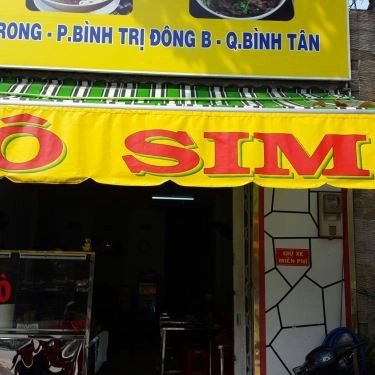 RONG - P.BÌNH TRỊ ĐÔNG B - Q.BÌNH TÂN
Ô SIM
GIỮ XE
MIỄN PHÍ
Ò